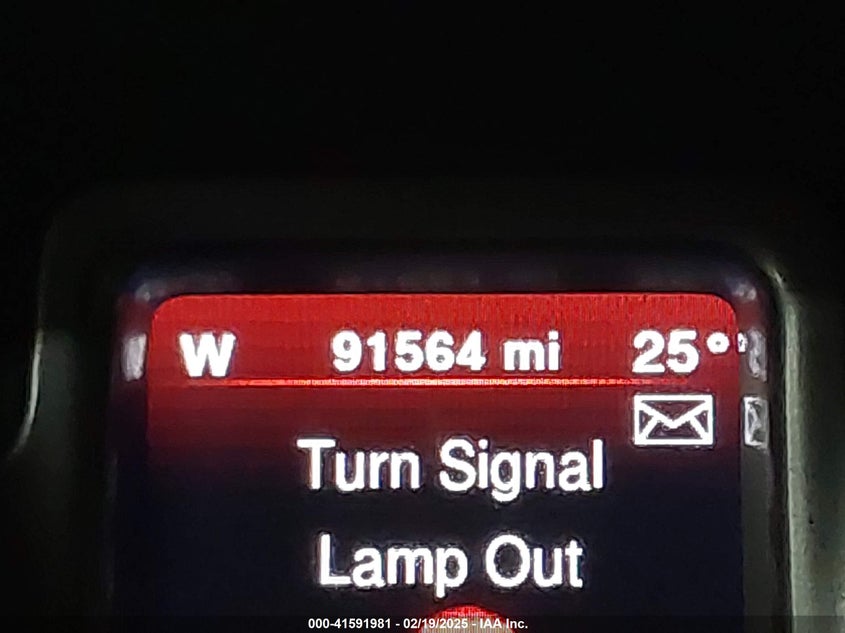 W 91564 mi 25°
Turn Signal
Lamp Out
000-41591981 - 02/19/2025 - IAA Inc.